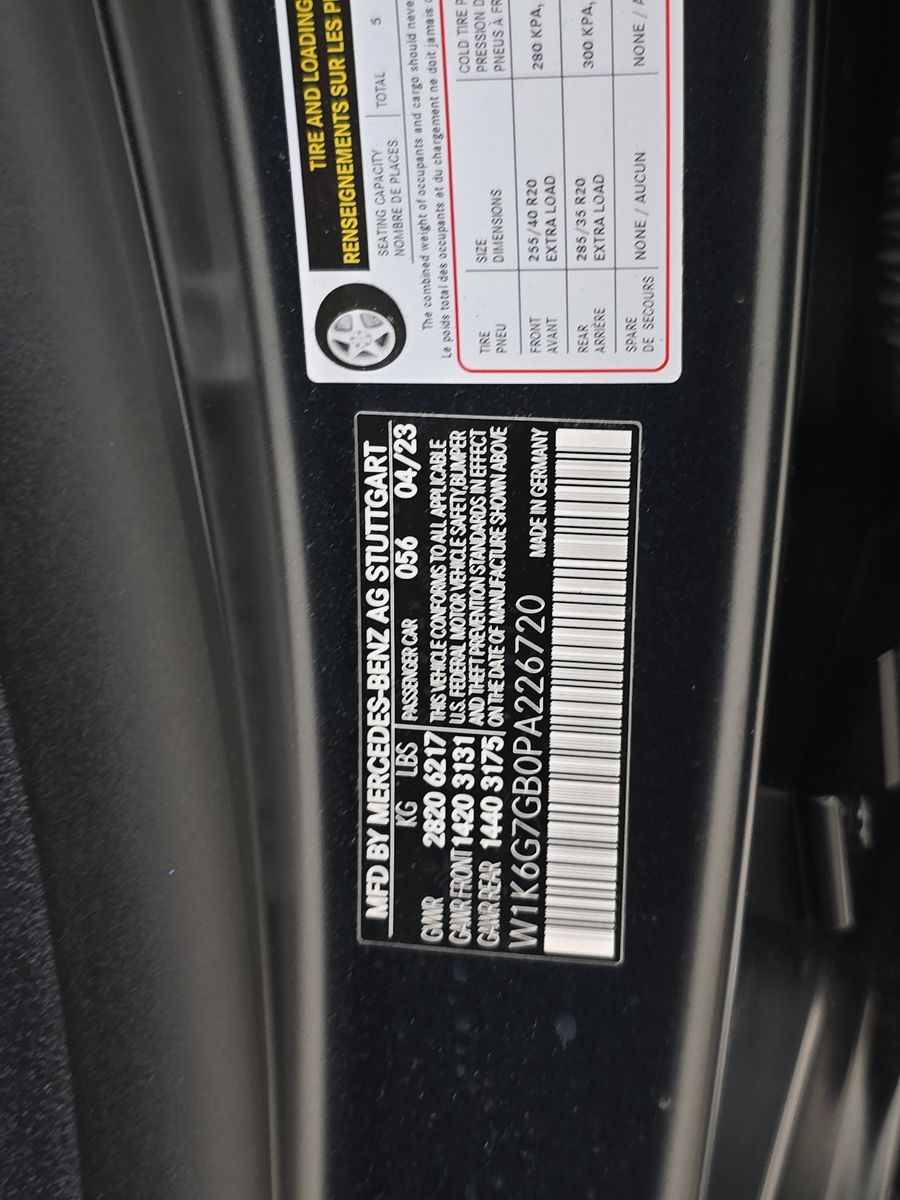 TIRE AND LOADING
RENSEIGNEMENTS SUR LES
SEATING CAPACITY
NOMBRE DE PLACES
TOTAL 5
The combined weight of occupants and cargo should never
Le poids total des occupants et du chargement ne doit jamais
TIRE
PNEU
SIZE
DIMENSIONS
COLD TIRE
PRESSION
PNEUS À
FRONT
AVANT
255/40 R20
EXTRA LOAD
280 KPA,
REAR
ARRIÈRE
285/35 R20
EXTRA LOAD
300 KPA,
SPARE
DE SECOURS
NONE / AUCUN
NONE /
MFD BY MERCEDES-BENZ AG STUTTGART
KG LBS PASSENGER CAR 056 04/23
GVWR 2820 6217 THIS VEHICLE CONFORMS TO ALL APPLICABLE
GAWR FRONT 1420 3131 U.S. FEDERAL MOTOR VEHICLE SAFETY,BUMPER
GAWR REAR 1440 3175 AND THEFT PREVENTION STANDARDS IN EFFECT
ON THE DATE OF MANUFACTURE SHOWN ABOVE
W1K6G7GB0PA226720 MADE IN GERMANY